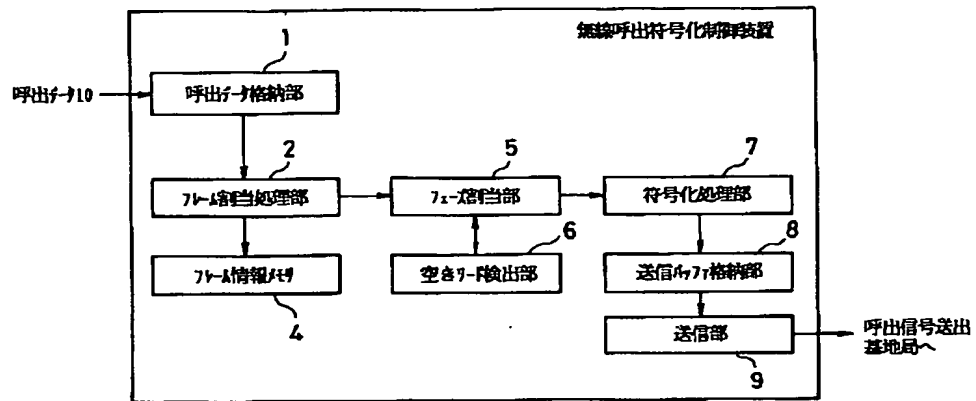 無線呼出符号化制御装置
1
呼出データ10
呼出データ格納部
2
フレーム割当処理部
5
フェーズ割当部
7
符号化処理部
フレーム情報メモリ
4
6
空きワード検出部
8
送信バッファ格納部
送信部
9
呼出信号送出
基地局へ